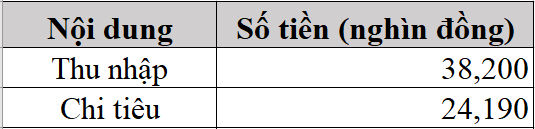 Nội dung Số tiền (nghìn đồng)
Thu nhập 38,200
Chi tiêu 24,190